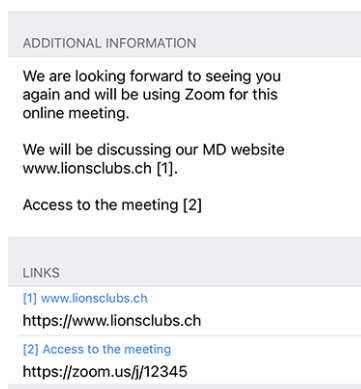 ADDITIONAL INFORMATION
We are looking forward to seeing you
again and will be using Zoom for this
online meeting.
We will be discussing our MD website
www.lionsclubs.ch [1].
Access to the meeting [2]
LINKS
[1] www.lionsclubs.ch
https://www.lionsclubs.ch
[2] Access to the meeting
https://zoom.us/j/12345